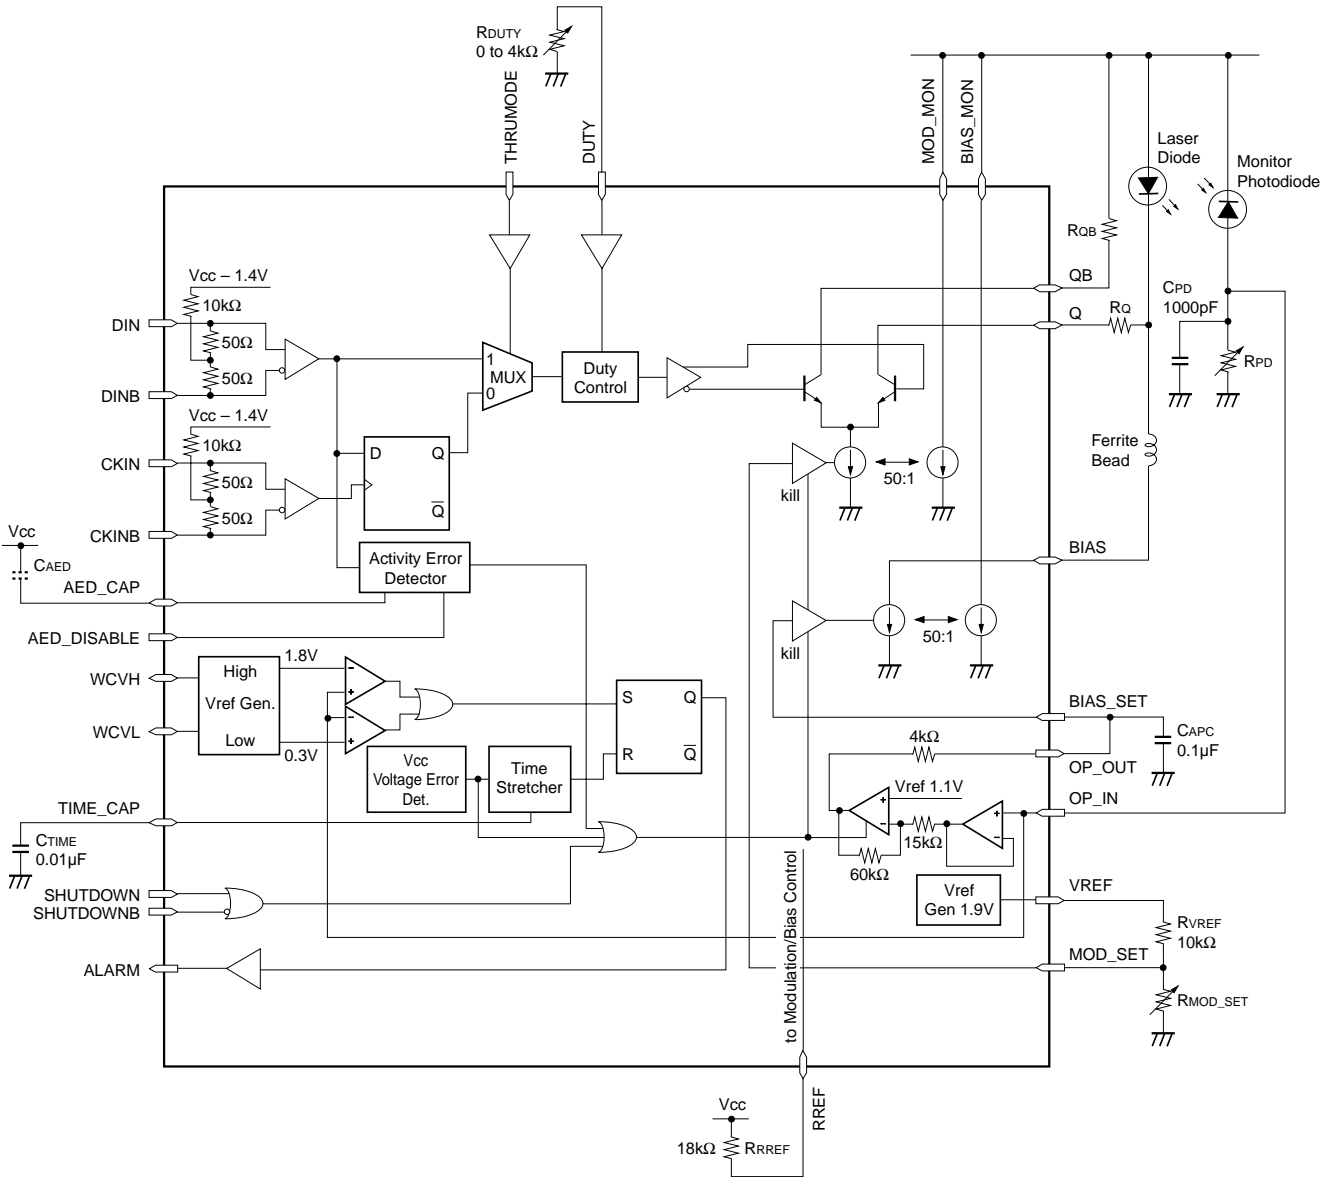 RDUTY
0 to 4kΩ
THRUMODE
DUTY
MOD_MON
BIAS_MON
Laser
Diode
Monitor
Photodiode
RQB
QB
Q
RQ
CPD
1000pF
RPD
Vcc – 1.4V
10kΩ
50Ω
50Ω
DIN
DINB
1
MUX
0
Duty
Control
Vcc – 1.4V
10kΩ
50Ω
50Ω
CKIN
CKINB
D
Q
Q̅
kill
50:1
Ferrite
Bead
Vcc
CAED
AED_CAP
Activity Error
Detector
BIAS
AED_DISABLE
kill
50:1
WCVH
WCVL
High
Vref Gen.
Low
1.8V
0.3V
–
+
–
+
S
Q
R
Q̅
BIAS_SET
CAPC
0.1µF
4kΩ
OP_OUT
Vcc
Voltage Error
Det.
Time
Stretcher
Vref 1.1V
OP_IN
+
–
15kΩ
+
–
60kΩ
TIME_CAP
CTIME
0.01µF
SHUTDOWN
SHUTDOWNB
Vref
Gen 1.9V
VREF
RVREF
10kΩ
MOD_SET
RMOD_SET
ALARM
to Modulation/Bias Control
RREF
Vcc
18kΩ
RRREF